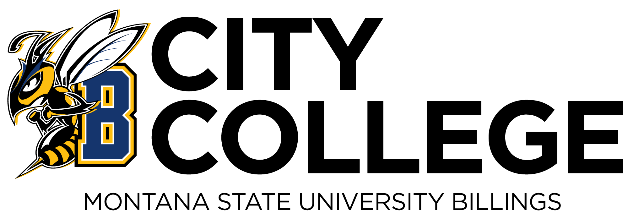 B
CITY
COLLEGE
MONTANA STATE UNIVERSITY BILLINGS